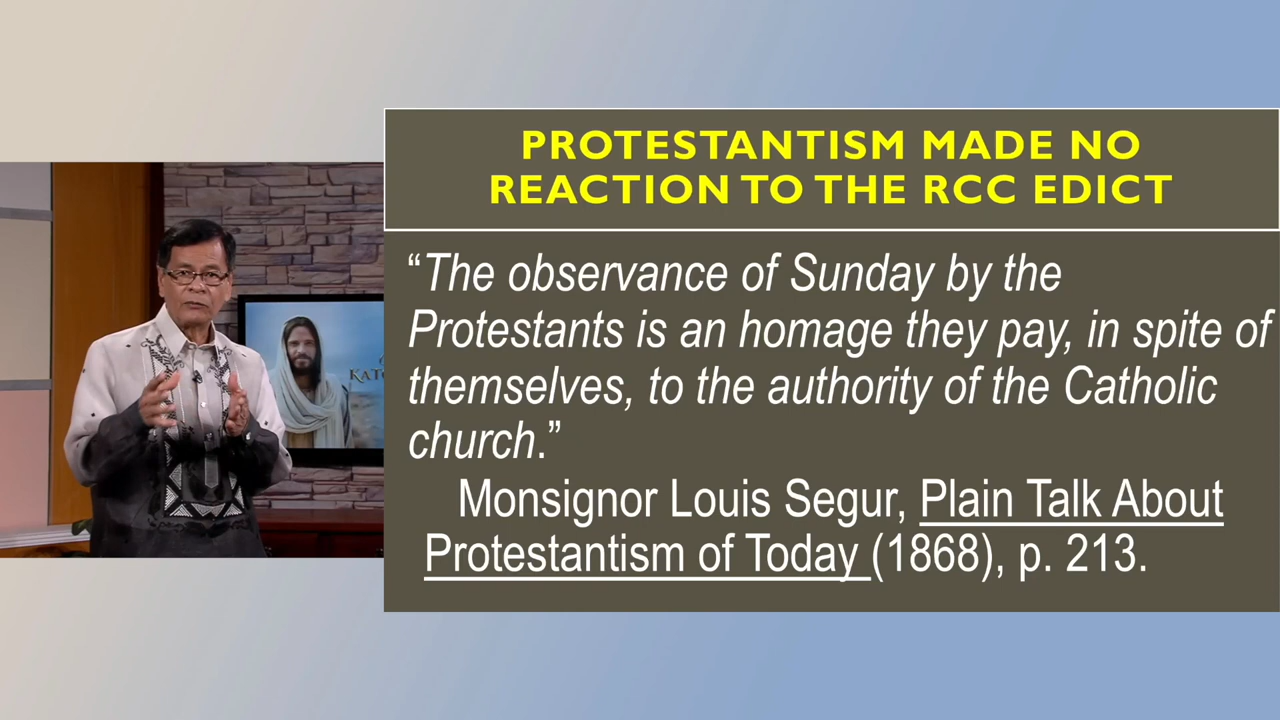 PROTESTANTISM MADE NO
REACTION TO THE RCC EDICT
“The observance of Sunday by the
Protestants is an homage they pay, in spite of
themselves, to the authority of the Catholic
church.”
Monsignor Louis Segur, Plain Talk About
Protestantism of Today (1868), p. 213.